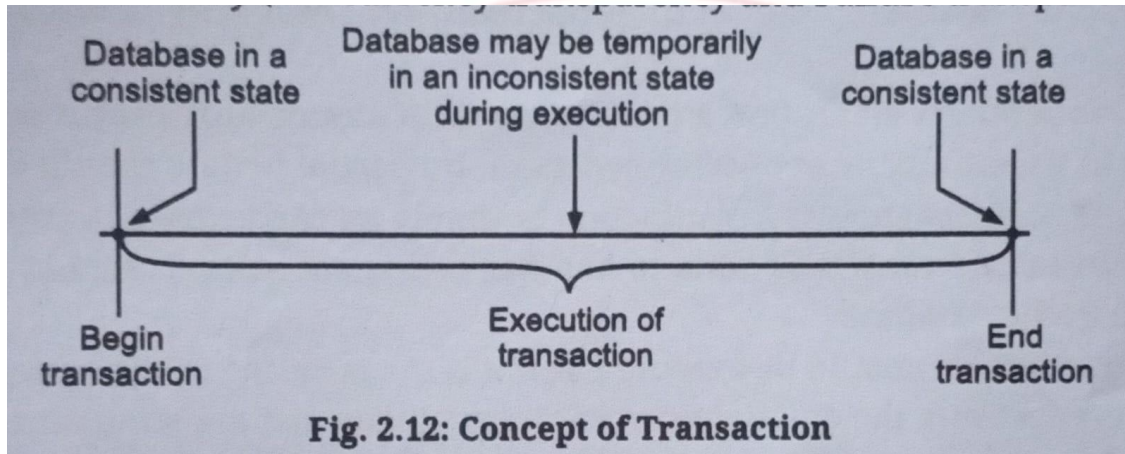 Database in a
consistent state
Database may be temporarily
in an inconsistent state
during execution
Database in a
consistent state
Begin
transaction
Execution of
transaction
End
transaction
Fig. 2.12: Concept of Transaction